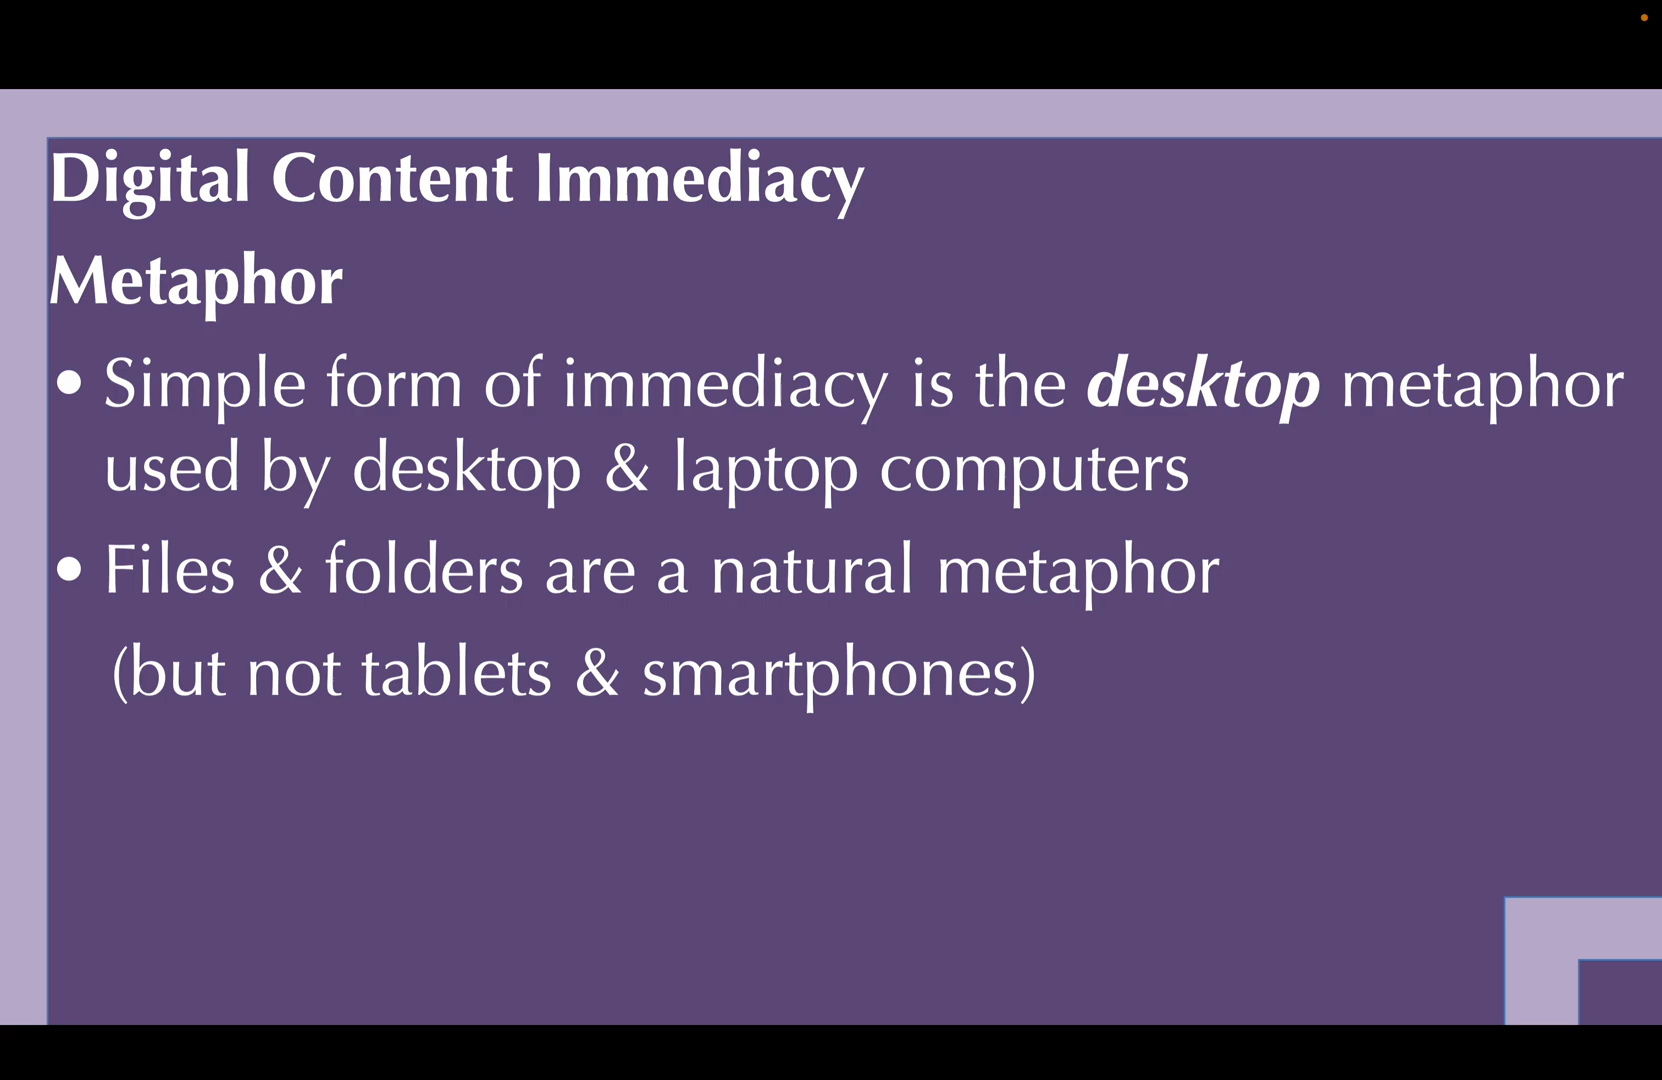 Digital Content Immediacy
Metaphor
• Simple form of immediacy is the desktop metaphor
used by desktop & laptop computers
• Files & folders are a natural metaphor
(but not tablets & smartphones)